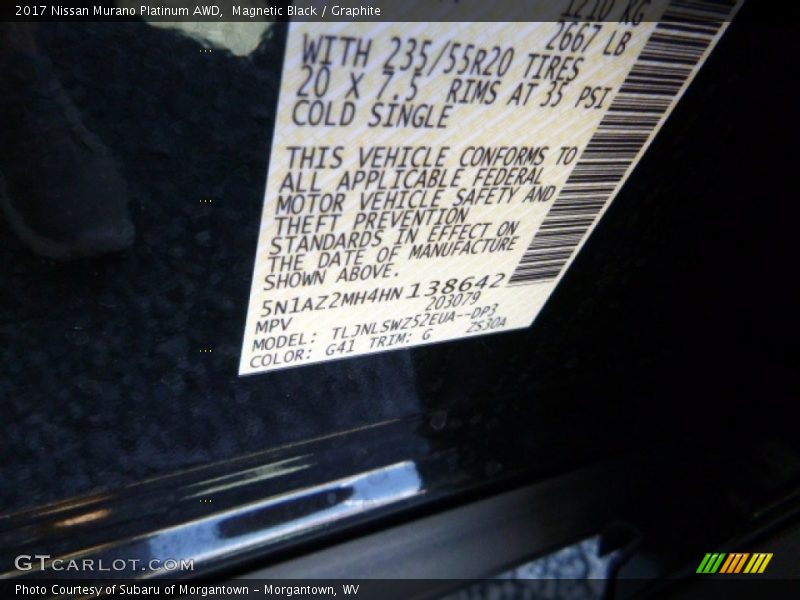 2017 Nissan Murano Platinum AWD,  Magnetic Black / Graphite
1210 KG
2667 LB
WITH 235/55R20 TIRES
20 X 7.5 RIMS AT 35 PSI
COLD SINGLE
THIS VEHICLE CONFORMS TO
ALL APPLICABLE FEDERAL
MOTOR VEHICLE SAFETY AND
THEFT PREVENTION
STANDARDS IN EFFECT ON
THE DATE OF MANUFACTURE
SHOWN ABOVE.
5N1AZ2MH4HN138642
MPV 203079
MODEL: TLJNLSWZ52EUA--DP3
COLOR: G41 TRIM: G ZS30A
GTCARLOT.COM
Photo Courtesy of Subaru of Morgantown - Morgantown, WV